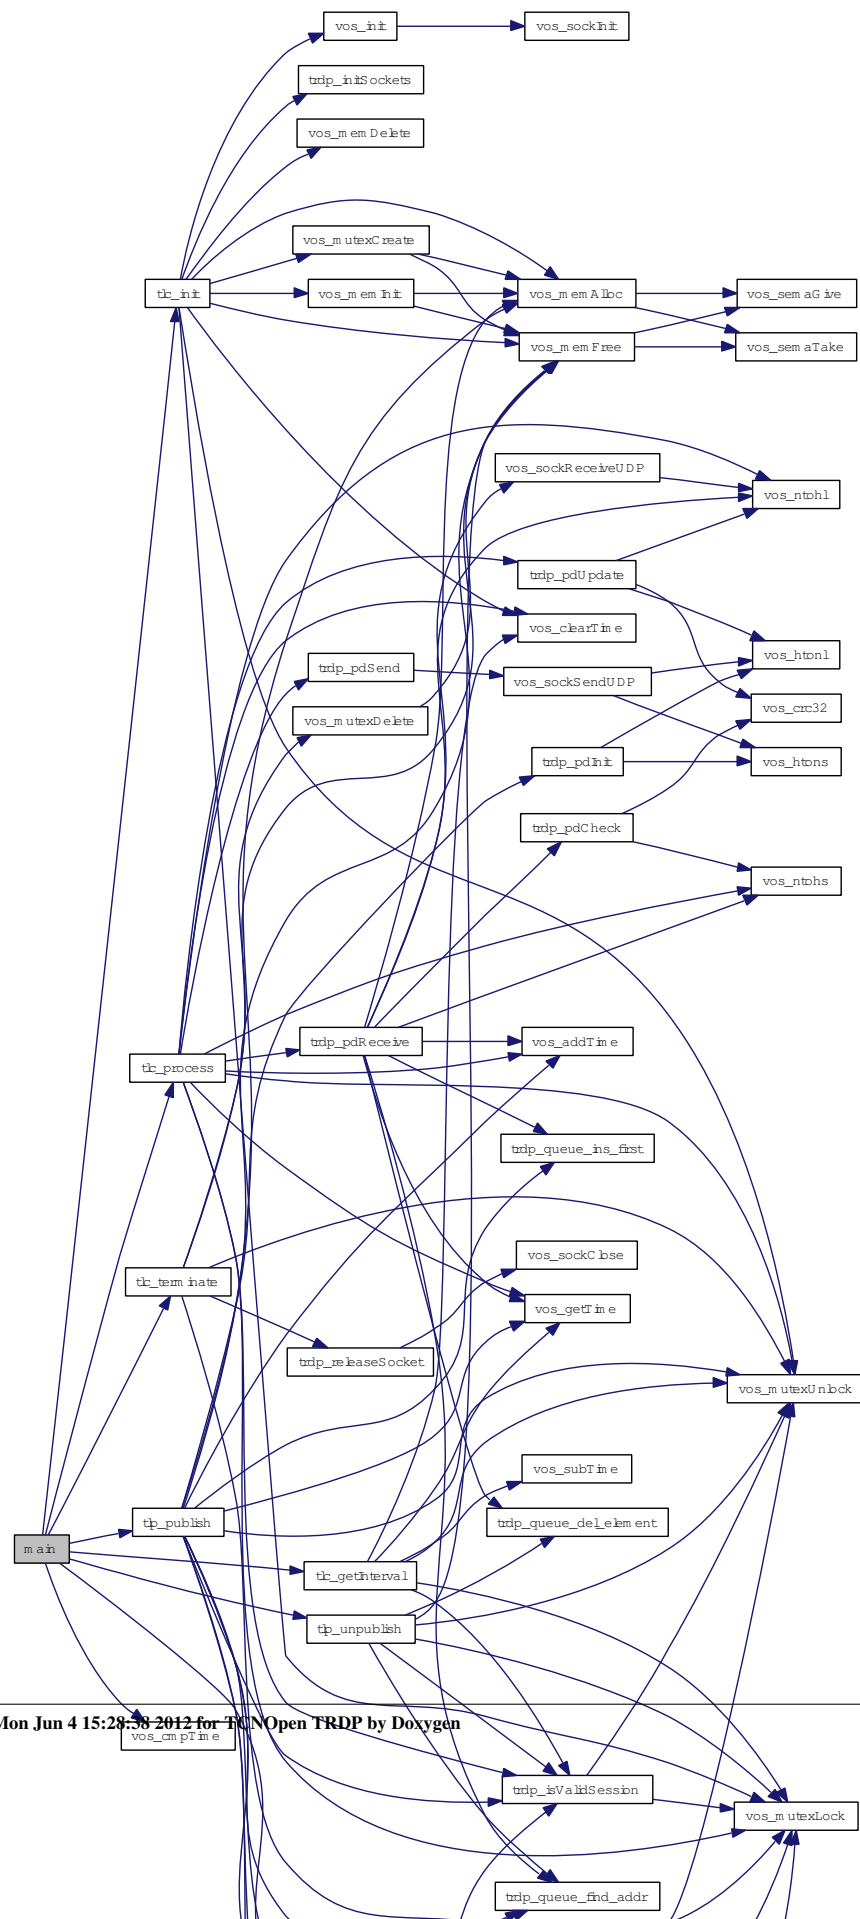 vos_init
vos_sockInit
trdp_initSockets
vos_memDelete
vos_mutexCreate
tlc_init
vos_memInit
vos_memAlloc
vos_semaGive
vos_memFree
vos_semaTake
vos_sockReceiveUDP
vos_ntohl
trdp_pdUpdate
vos_clearTime
vos_htonl
trdp_pdSend
vos_sockSendUDP
vos_crc32
vos_mutexDelete
trdp_pdInit
vos_htons
trdp_pdCheck
vos_ntohs
trdp_pdReceive
vos_addTime
tlc_process
trdp_queue_ins_first
vos_sockClose
tlc_terminate
vos_getTime
trdp_releaseSocket
vos_mutexUnlock
vos_subTime
tlp_publish
trdp_queue_del_element
main
tlc_getInterval
tlp_unpublish
Mon Jun 4 15:28:38 2012 for TCNOpen TRDP by Doxygen
vos_cmpTime
trdp_isValidSession
vos_mutexLock
trdp_queue_find_addr